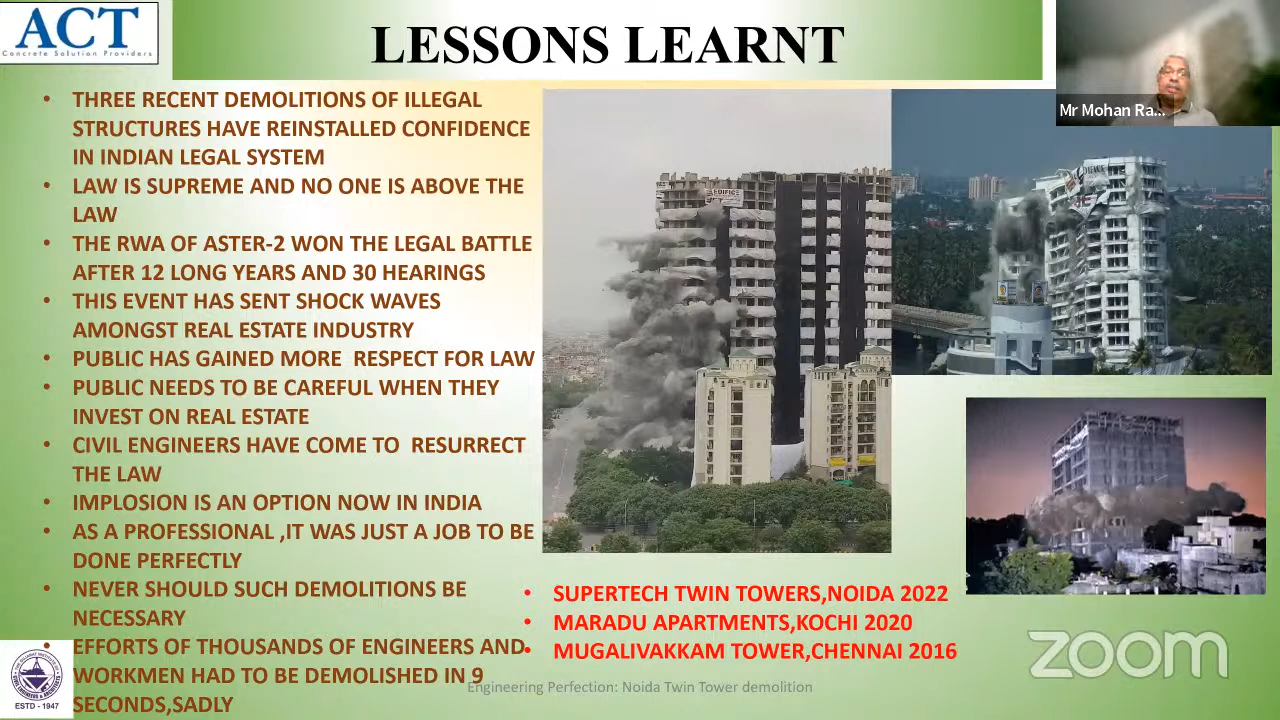 ACT
Concrete Solution Providers
LESSONS LEARNT
Mr Mohan Ra...
• THREE RECENT DEMOLITIONS OF ILLEGAL
STRUCTURES HAVE REINSTALLED CONFIDENCE
IN INDIAN LEGAL SYSTEM
• LAW IS SUPREME AND NO ONE IS ABOVE THE
LAW
• THE RWA OF ASTER-2 WON THE LEGAL BATTLE
AFTER 12 LONG YEARS AND 30 HEARINGS
• THIS EVENT HAS SENT SHOCK WAVES
AMONGST REAL ESTATE INDUSTRY
• PUBLIC HAS GAINED MORE RESPECT FOR LAW
• PUBLIC NEEDS TO BE CAREFUL WHEN THEY
INVEST ON REAL ESTATE
• CIVIL ENGINEERS HAVE COME TO RESURRECT
THE LAW
• IMPLOSION IS AN OPTION NOW IN INDIA
• AS A PROFESSIONAL ,IT WAS JUST A JOB TO BE
DONE PERFECTLY
• NEVER SHOULD SUCH DEMOLITIONS BE
NECESSARY
• EFFORTS OF THOUSANDS OF ENGINEERS AND
WORKMEN HAD TO BE DEMOLISHED IN 9
SECONDS,SADLY
EDIFICE
EDIFICE
• SUPERTECH TWIN TOWERS,NOIDA 2022
• MARADU APARTMENTS,KOCHI 2020
• MUGALIVAKKAM TOWER,CHENNAI 2016
zoom
Engineering Perfection: Noida Twin Tower demolition
ESTD - 1947